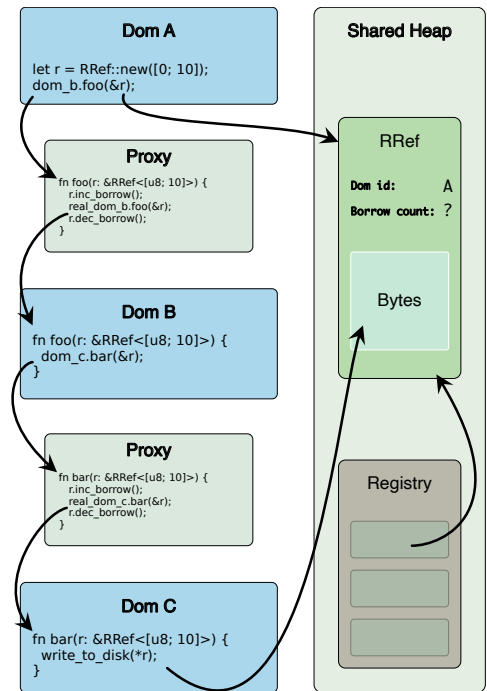 Dom A
let r = RRef::new([0; 10]);
dom_b.foo(&r);
Proxy
fn foo(r: &RRef<[u8; 10]>) {
r.inc_borrow();
real_dom_b.foo(&r);
r.dec_borrow();
}
Dom B
fn foo(r: &RRef<[u8; 10]>) {
dom_c.bar(&r);
}
Proxy
fn bar(r: &RRef<[u8; 10]>) {
r.inc_borrow();
real_dom_c.bar(&r);
r.dec_borrow();
}
Dom C
fn bar(r: &RRef<[u8; 10]>) {
write_to_disk(*r);
}
Shared Heap
RRef
Dom id: A
Borrow count: ?
Bytes
Registry